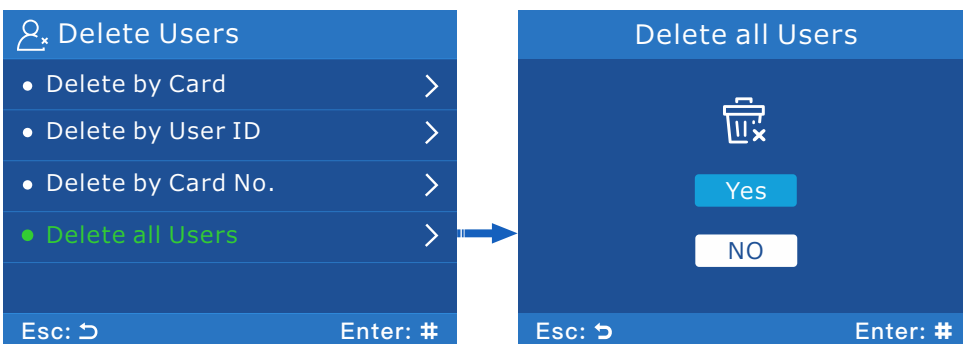 Delete Users
Delete by Card
Delete by User ID
Delete by Card No.
Delete all Users
Esc: ⮌ Enter: #
Delete all Users
Yes
NO
Esc: ⮌ Enter: #